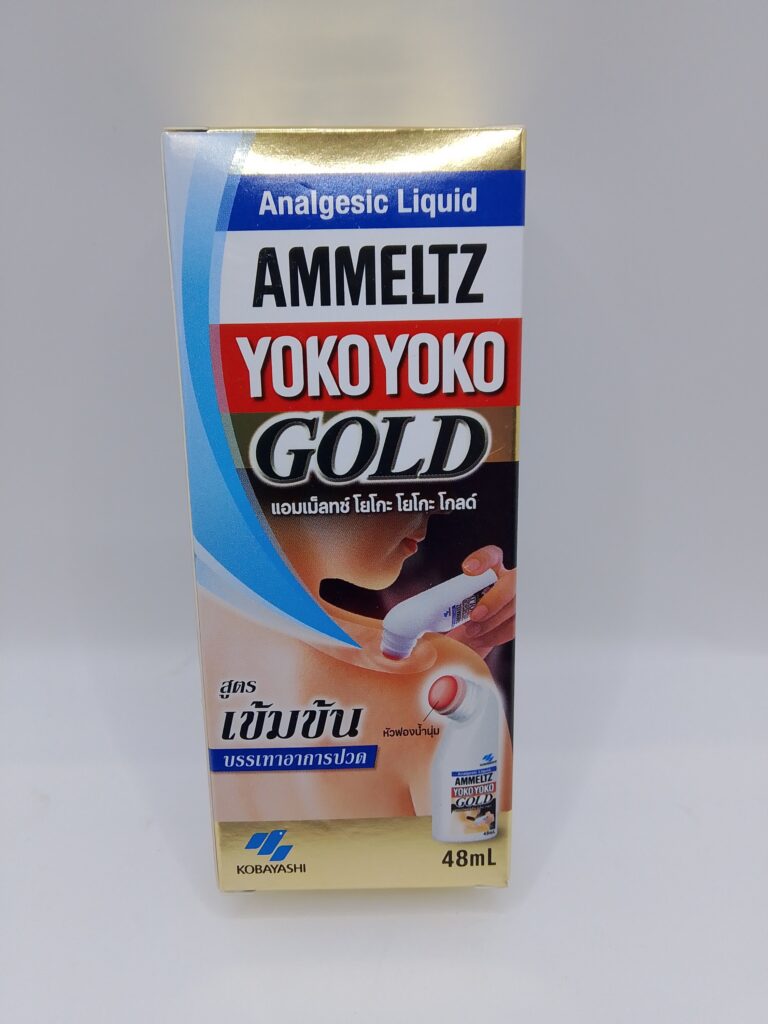 Analgesic Liquid
AMMELTZ
YOKO YOKO
GOLD
แอมเม็ลทซ์ โยโกะ โยโกะ โกลด์
สูตร
เข้มข้น
บรรเทาอาการปวด
หัวฟองน้ำนุ่ม
Analgesic Liquid
AMMELTZ
YOKO YOKO
GOLD
48mL
KOBAYASHI
48mL